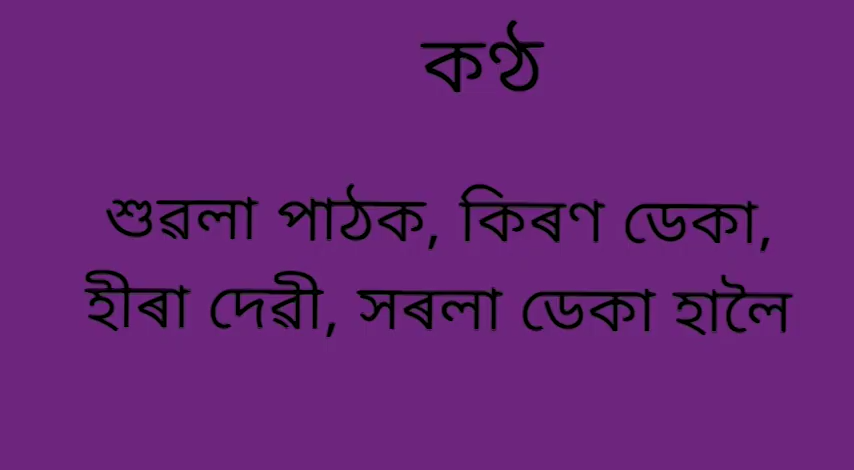 কণ্ঠ
শুৱলা পাঠক, কিৰণ ডেকা,
হীৰা দেৱী, সৰলা ডেকা হালৈ